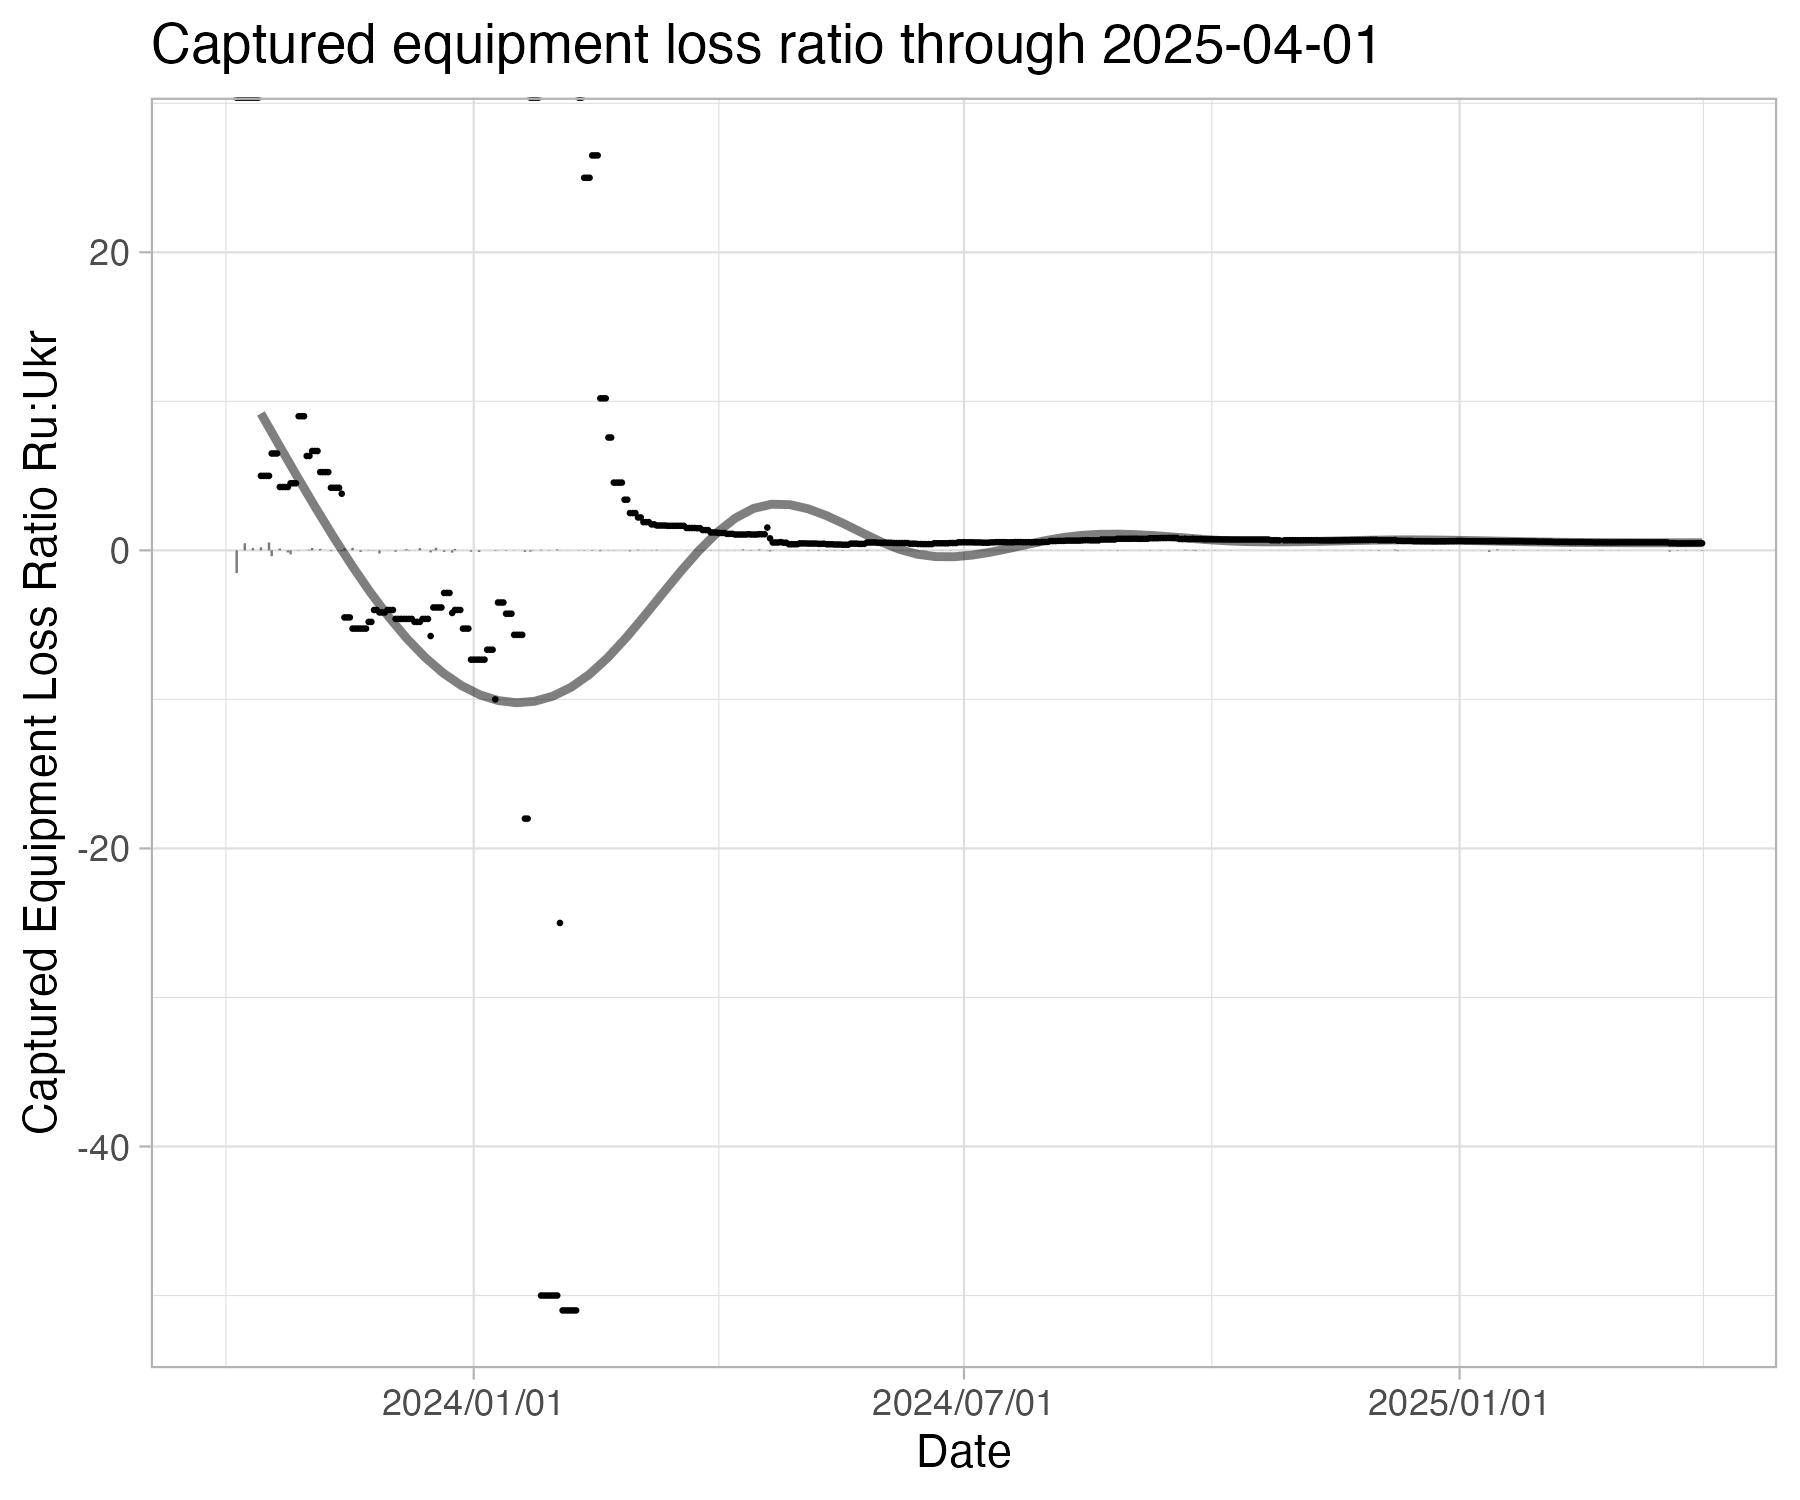 Captured equipment loss ratio through 2025-04-01
Captured Equipment Loss Ratio Ru:Ukr
20
0
-20
-40
2024/01/01
2024/07/01
2025/01/01
Date